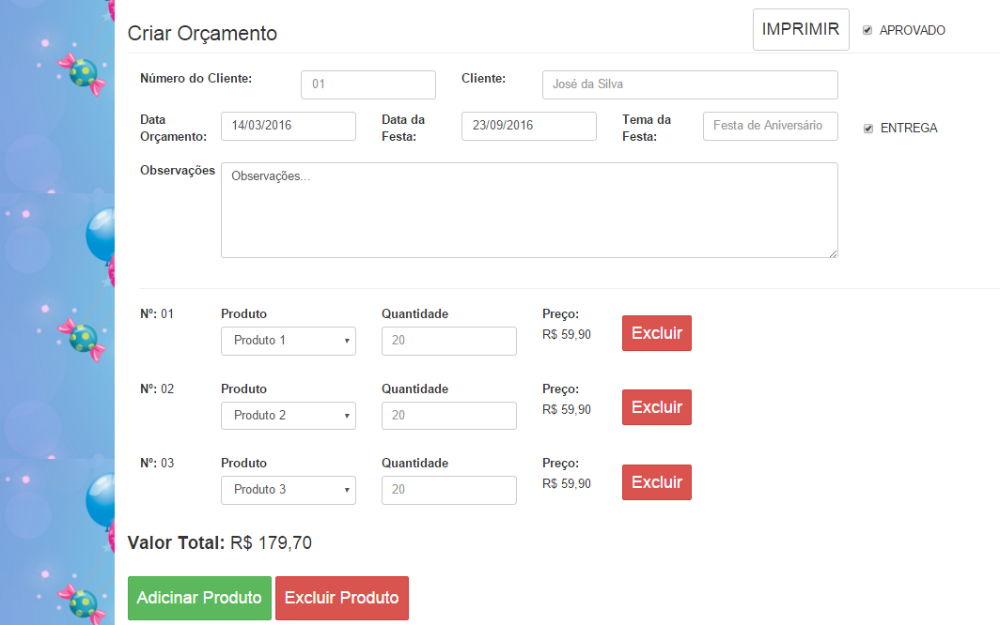 Criar Orçamento
IMPRIMIR
APROVADO
Número do Cliente:
01
Cliente:
José da Silva
Data Orçamento:
14/03/2016
Data da Festa:
23/09/2016
Tema da Festa:
Festa de Aniversário
ENTREGA
Observações
Observações...
Nº: 01
Produto
Produto 1
Quantidade
20
Preço:
R$ 59,90
Excluir
Nº: 02
Produto
Produto 2
Quantidade
20
Preço:
R$ 59,90
Excluir
Nº: 03
Produto
Produto 3
Quantidade
20
Preço:
R$ 59,90
Excluir
Valor Total: R$ 179,70
Adicinar Produto
Excluir Produto